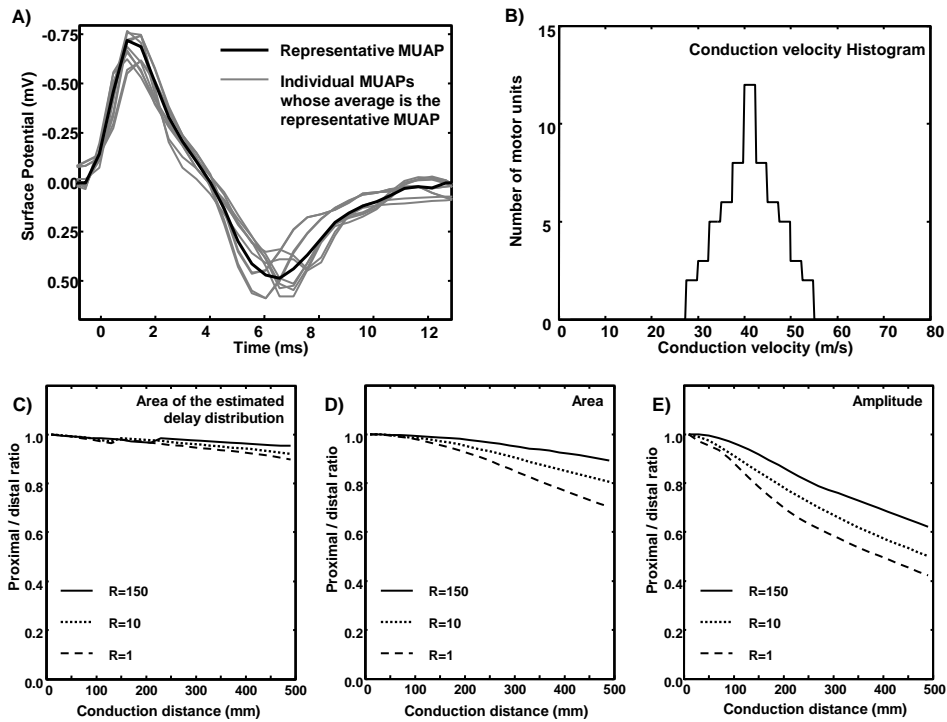 A)
-0.75
-0.50
-0.25
0.00
0.25
0.50
Surface Potential (mV)
Representative MUAP
Individual MUAPs
whose average is the
representative MUAP
0 2 4 6 8 10 12
Time (ms)
B)
15
10
5
0
Number of motor units
Conduction velocity Histogram
0 10 20 30 40 50 60 70 80
Conduction velocity (m/s)
C)
Area of the estimated
delay distribution
Proximal / distal ratio
1.0
0.8
0.6
0.4
0.2
0.0
R=150
R=10
R=1
0 100 200 300 400 500
Conduction distance (mm)
D)
Area
Proximal / distal ratio
1.0
0.8
0.6
0.4
0.2
0.0
R=150
R=10
R=1
0 100 200 300 400 500
Conduction distance (mm)
E)
Amplitude
Proximal / distal ratio
1.0
0.8
0.6
0.4
0.2
0.0
R=150
R=10
R=1
0 100 200 300 400 500
Conduction distance (mm)